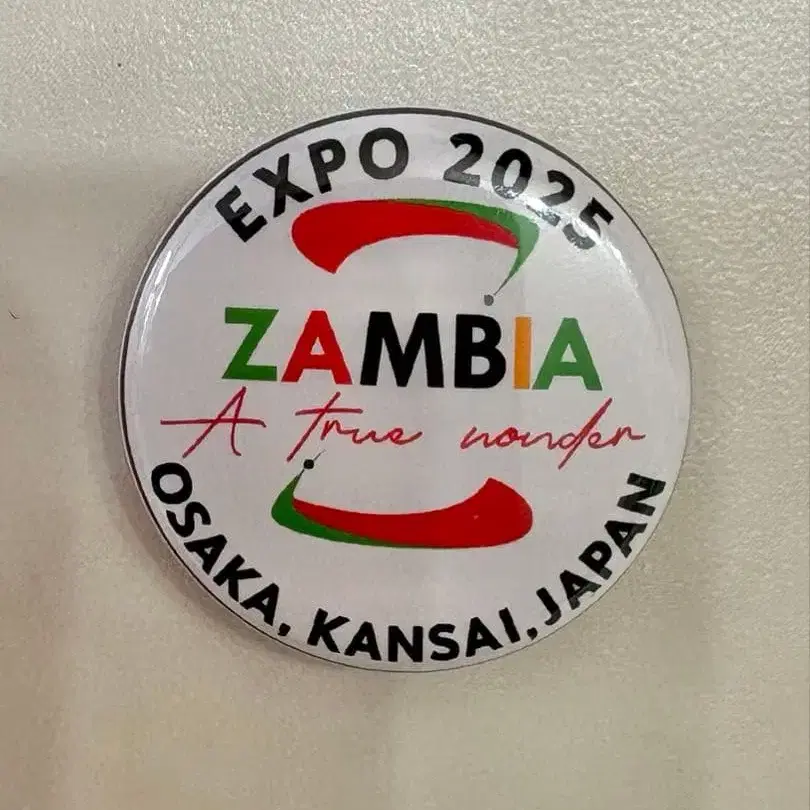 EXPO 2025
ZAMBIA
A true wonder
OSAKA, KANSAI, JAPAN